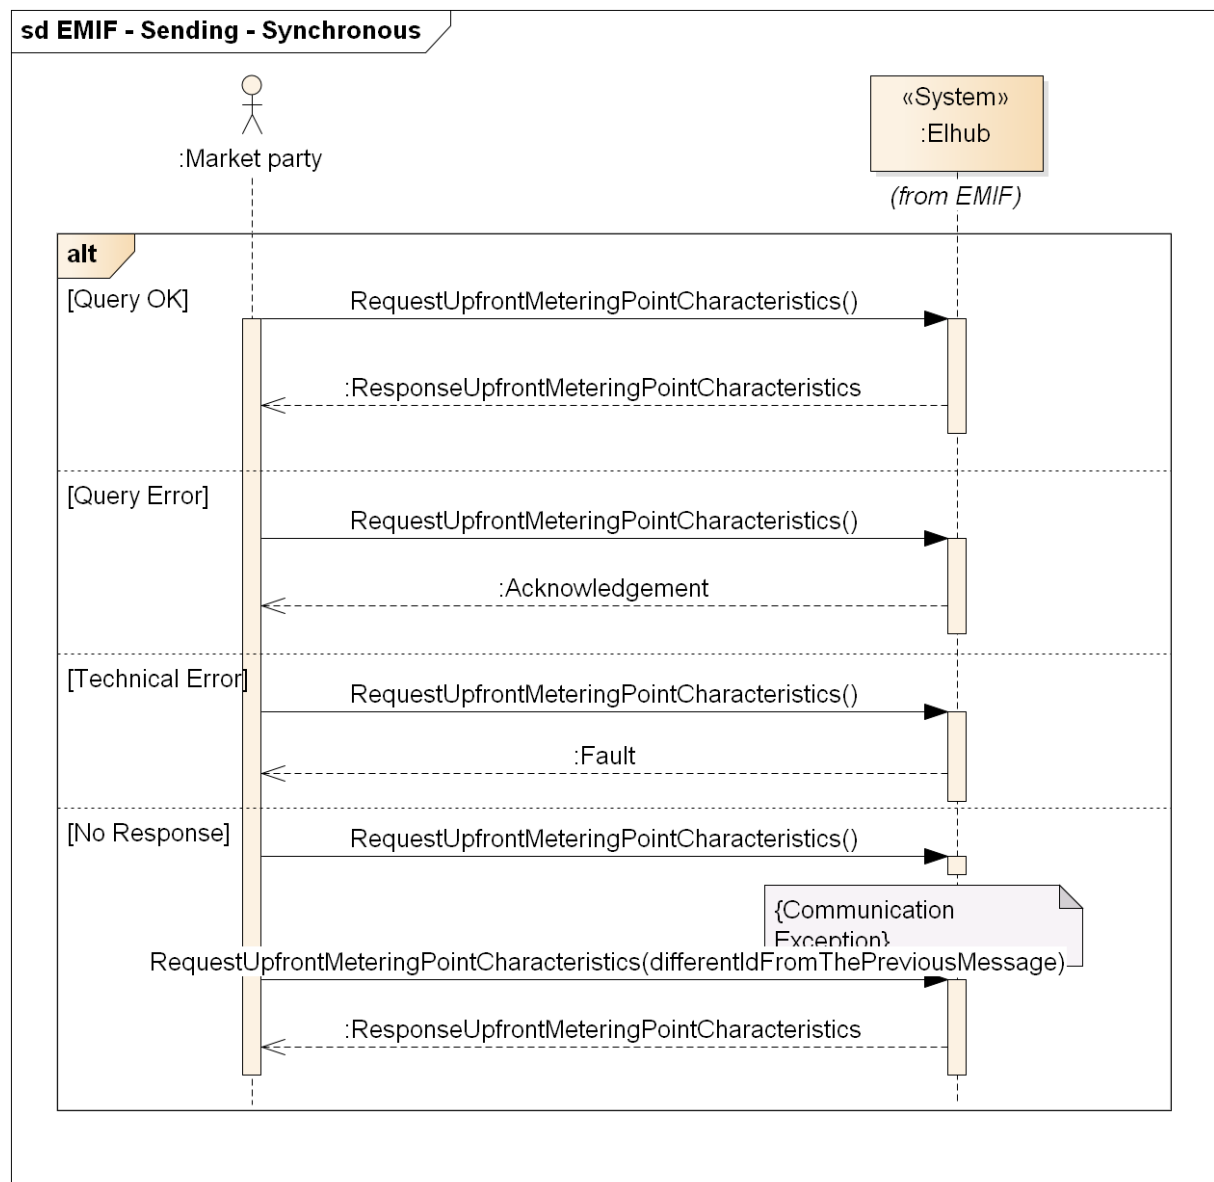 sd EMIF - Sending - Synchronous
:Market party
«System»
:Elhub
(from EMIF)
alt
[Query OK]
RequestUpfrontMeteringPointCharacteristics()
:ResponseUpfrontMeteringPointCharacteristics
[Query Error]
RequestUpfrontMeteringPointCharacteristics()
:Acknowledgement
[Technical Error]
RequestUpfrontMeteringPointCharacteristics()
:Fault
[No Response]
RequestUpfrontMeteringPointCharacteristics()
{Communication
Exception}
RequestUpfrontMeteringPointCharacteristics(differentIdFromThePreviousMessage)
:ResponseUpfrontMeteringPointCharacteristics